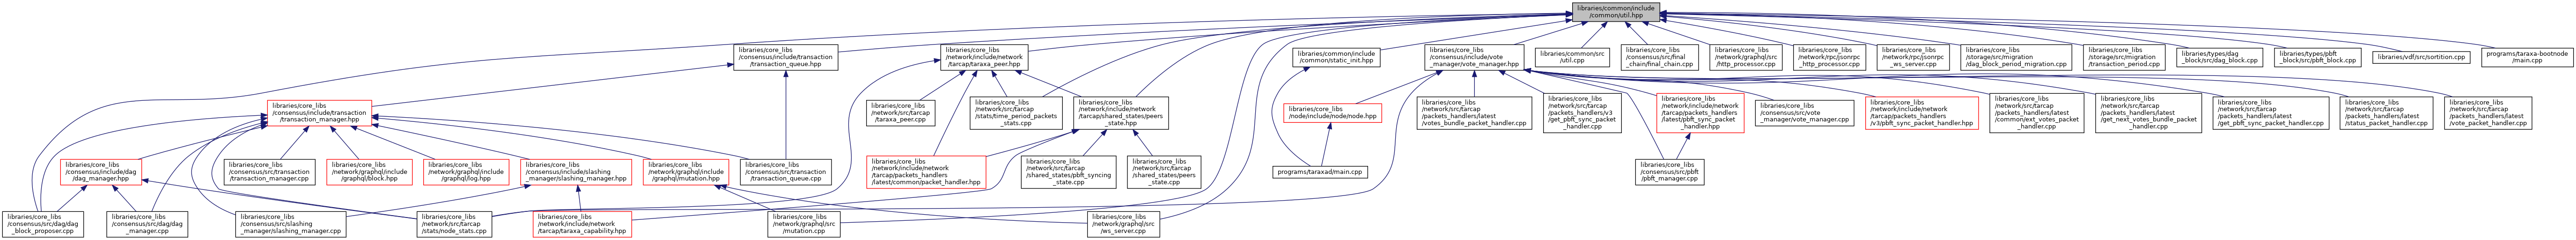 libraries/common/include
/common/util.hpp
libraries/core_libs
/consensus/include/transaction
/transaction_queue.hpp
libraries/core_libs
/network/include/network
/tarcap/taraxa_peer.hpp
libraries/common/include
/common/static_init.hpp
libraries/core_libs
/consensus/include/vote
_manager/vote_manager.hpp
libraries/common/src
/util.cpp
libraries/core_libs
/consensus/src/final
_chain/final_chain.cpp
libraries/core_libs
/network/graphql/src
/http_processor.cpp
libraries/core_libs
/network/rpc/jsonrpc
_http_processor.cpp
libraries/core_libs
/network/rpc/jsonrpc
_ws_server.cpp
libraries/core_libs
/storage/src/migration
/dag_block_period_migration.cpp
libraries/core_libs
/storage/src/migration
/transaction_period.cpp
libraries/types/dag
_block/src/dag_block.cpp
libraries/types/pbft
_block/src/pbft_block.cpp
libraries/vdf/src/sortition.cpp
programs/taraxa-bootnode
/main.cpp
libraries/core_libs
/consensus/include/transaction
/transaction_manager.hpp
libraries/core_libs
/network/src/tarcap
/taraxa_peer.cpp
libraries/core_libs
/network/src/tarcap
/stats/time_period_packets
_stats.cpp
libraries/core_libs
/network/include/network
/tarcap/shared_states/peers
_state.hpp
libraries/core_libs
/node/include/node/node.hpp
libraries/core_libs
/network/src/tarcap
/packets_handlers/latest
/votes_bundle_packet_handler.cpp
libraries/core_libs
/network/src/tarcap
/packets_handlers/v3
/get_pbft_sync_packet
_handler.cpp
libraries/core_libs
/network/include/network
/tarcap/packets_handlers
/latest/pbft_sync_packet
_handler.hpp
libraries/core_libs
/consensus/src/vote
_manager/vote_manager.cpp
libraries/core_libs
/network/include/network
/tarcap/packets_handlers
/v3/pbft_sync_packet_handler.hpp
libraries/core_libs
/network/src/tarcap
/packets_handlers/latest
/common/ext_votes_packet
_handler.cpp
libraries/core_libs
/network/src/tarcap
/packets_handlers/latest
/get_next_votes_bundle_packet
_handler.cpp
libraries/core_libs
/network/src/tarcap
/packets_handlers/latest
/get_pbft_sync_packet_handler.cpp
libraries/core_libs
/network/src/tarcap
/packets_handlers/latest
/status_packet_handler.cpp
libraries/core_libs
/network/src/tarcap
/packets_handlers/latest
/vote_packet_handler.cpp
libraries/core_libs
/consensus/include/dag
/dag_manager.hpp
libraries/core_libs
/consensus/src/transaction
/transaction_manager.cpp
libraries/core_libs
/network/graphql/include
/graphql/block.hpp
libraries/core_libs
/network/graphql/include
/graphql/log.hpp
libraries/core_libs
/consensus/include/slashing
_manager/slashing_manager.hpp
libraries/core_libs
/network/graphql/include
/graphql/mutation.hpp
libraries/core_libs
/consensus/src/transaction
/transaction_queue.cpp
libraries/core_libs
/network/include/network
/tarcap/packets_handlers
/latest/common/packet_handler.hpp
libraries/core_libs
/network/src/tarcap
/shared_states/pbft_syncing
_state.cpp
libraries/core_libs
/network/src/tarcap
/shared_states/peers
_state.cpp
programs/taraxad/main.cpp
libraries/core_libs
/consensus/src/pbft
/pbft_manager.cpp
libraries/core_libs
/consensus/src/dag/dag
_block_proposer.cpp
libraries/core_libs
/consensus/src/dag/dag
_manager.cpp
libraries/core_libs
/consensus/src/slashing
_manager/slashing_manager.cpp
libraries/core_libs
/network/src/tarcap
/stats/node_stats.cpp
libraries/core_libs
/network/include/network
/tarcap/taraxa_capability.hpp
libraries/core_libs
/network/graphql/src
/mutation.cpp
libraries/core_libs
/network/graphql/src
/ws_server.cpp